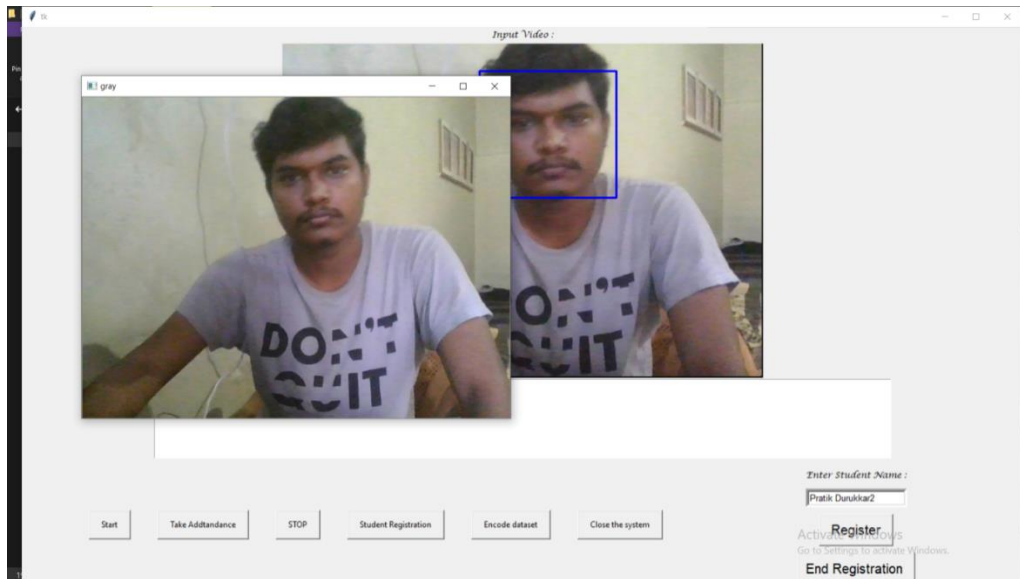 tk
Input Video :
gray
DON'T
QUIT
DON'T
QUIT
Enter Student Name :
Pratik Durukkar2
Start
Take Addtandance
STOP
Student Registration
Encode dataset
Close the system
Register
Activate Windows
Go to Settings to activate Windows.
End Registration